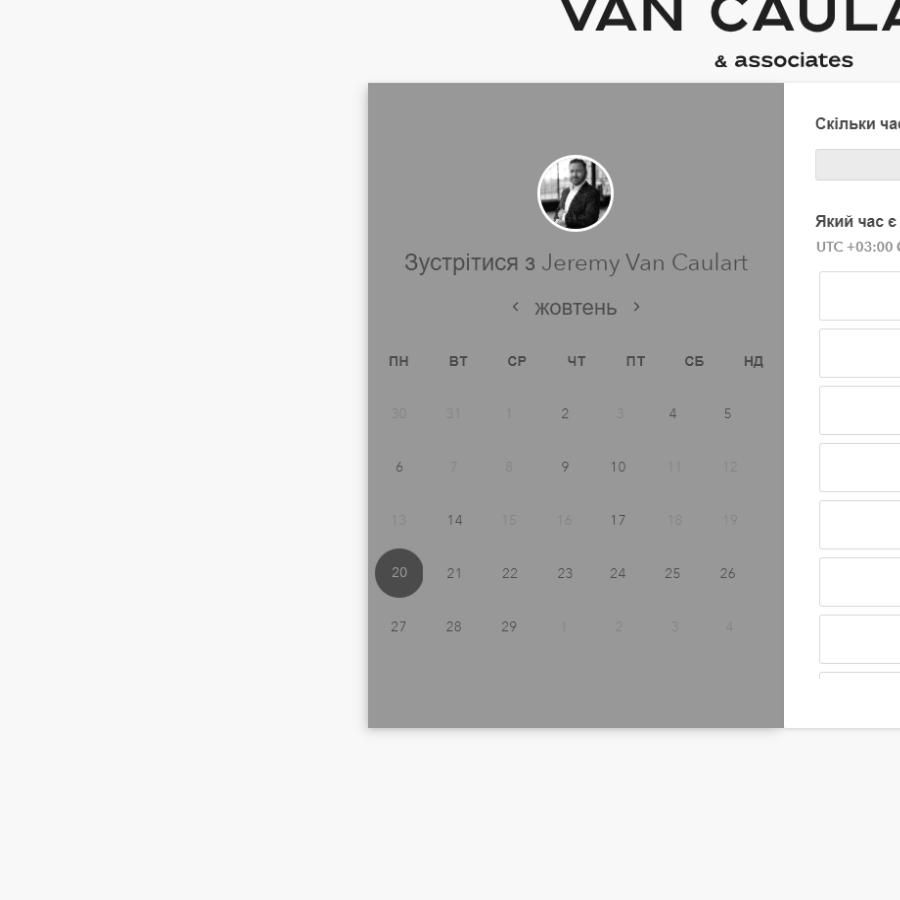 VAN CAULA
& associates
Скільки час
Зустрітися з Jeremy Van Caulart
жовтень
ПН ВТ СР ЧТ ПТ СБ НД
30 31 1 2 3 4 5
6 7 8 9 10 11 12
13 14 15 16 17 18 19
20 21 22 23 24 25 26
27 28 29 1 2 3 4
Який час є
UTC +03:00